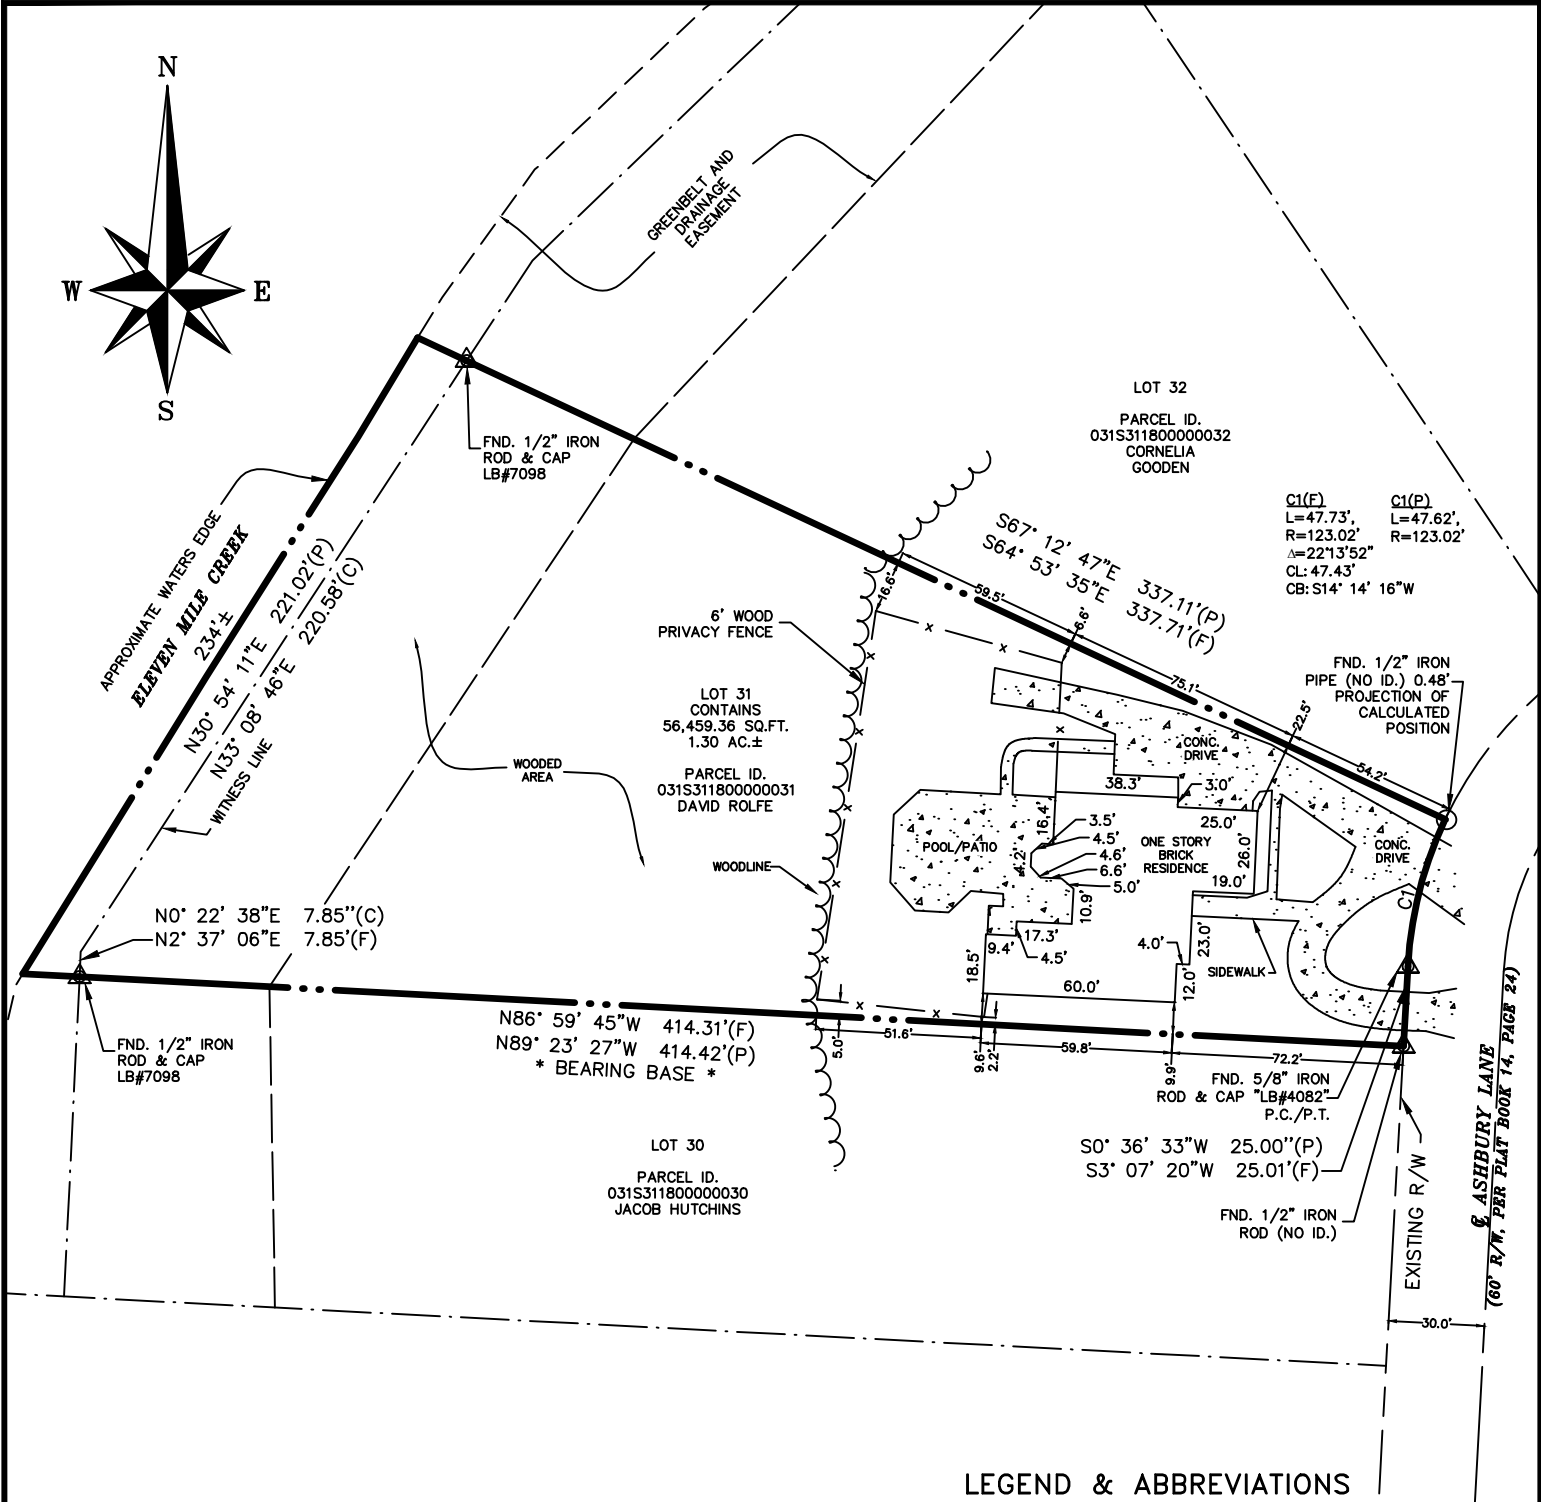 N
W
E
S
GREENBELT AND
DRAINAGE
EASEMENT
LOT 32
PARCEL ID.
031S311800000032
CORNELIA
GOODEN
FND. 1/2" IRON
ROD & CAP
LB#7098
C1(F)
L=47.73',
R=123.02'
Δ=22°13'52"
CL: 47.43'
CB: S14° 14' 16"W
C1(P)
L=47.62',
R=123.02'
APPROXIMATE WATERS EDGE
ELEVEN MILE CREEK
234'±
N30° 54' 11"E 221.02'(P)
N33° 08' 46"E 220.58'(C)
WITNESS LINE
S67° 12' 47"E 337.11'(P)
S64° 53' 35"E 337.71'(F)
16.6'
59.5'
6.6'
75.1'
22.5'
54.2'
6' WOOD
PRIVACY FENCE
x
x
x
x
x
x
x
x
x
x
FND. 1/2" IRON
PIPE (NO ID.) 0.48'
PROJECTION OF
CALCULATED
POSITION
LOT 31
CONTAINS
56,459.36 SQ.FT.
1.30 AC.±
PARCEL ID.
031S311800000031
DAVID ROLFE
WOODED
AREA
CONC.
DRIVE
38.3'
3.0'
25.0'
16.4'
3.5'
4.5'
4.6'
6.6'
5.0'
4.2'
POOL/PATIO
ONE STORY
BRICK
RESIDENCE
26.0'
19.0'
CONC.
DRIVE
C1
WOODLINE
10.9'
17.3'
9.4'
4.5'
18.5'
4.0'
23.0'
12.0'
SIDEWALK
60.0'
N0° 22' 38"E 7.85''(C)
N2° 37' 06"E 7.85'(F)
FND. 1/2" IRON
ROD & CAP
LB#7098
N86° 59' 45"W 414.31'(F)
N89° 23' 27"W 414.42'(P)
* BEARING BASE *
5.0'
51.6'
9.6'
2.2'
59.8'
9.9'
72.2'
FND. 5/8" IRON
ROD & CAP "LB#4082"
P.C./P.T.
S0° 36' 33"W 25.00''(P)
S3° 07' 20"W 25.01'(F)
FND. 1/2" IRON
ROD (NO ID.)
LOT 30
PARCEL ID.
031S311800000030
JACOB HUTCHINS
EXISTING R/W
℄ ASHBURY LANE
(60' R/W, PER PLAT BOOK 14, PAGE 24)
30.0'
LEGEND & ABBREVIATIONS